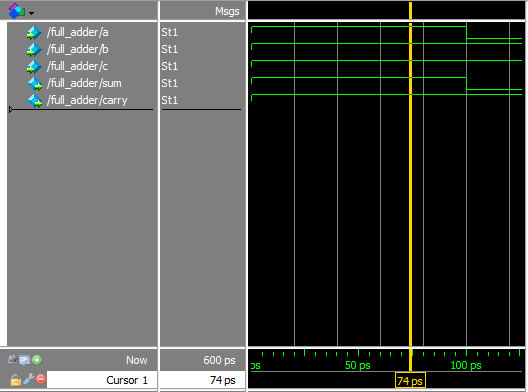 Msgs
/full_adder/a St1
/full_adder/b St1
/full_adder/c St1
/full_adder/sum St1
/full_adder/carry St1
Now 600 ps ps 50 ps 100 ps
Cursor 1 74 ps 74 ps